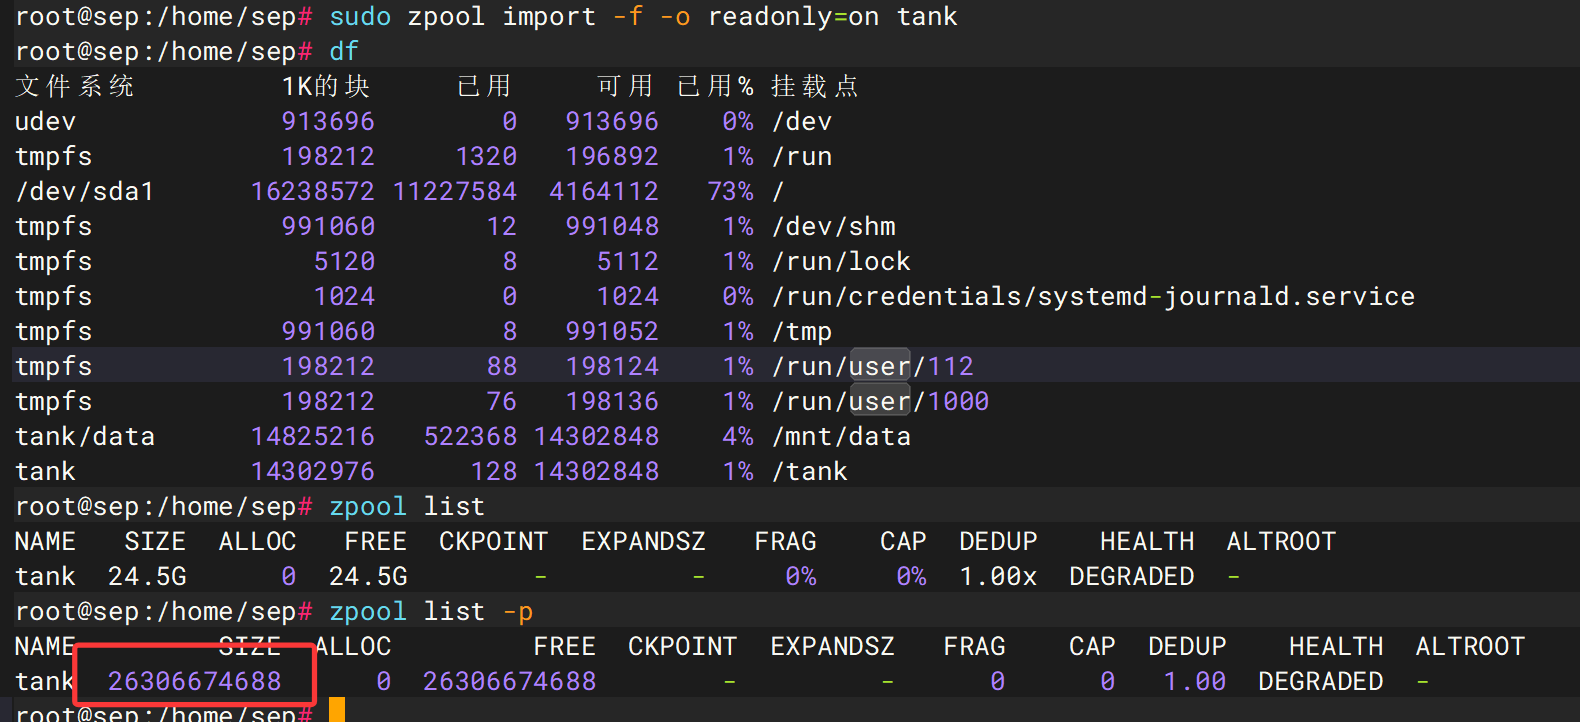 root@sep:/home/sep# sudo zpool import -f -o readonly=on tank
root@sep:/home/sep# df
文件系统 1K的块 已用 可用 已用% 挂载点
udev 913696 0 913696 0% /dev
tmpfs 198212 1320 196892 1% /run
/dev/sda1 16238572 11227584 4164112 73% /
tmpfs 991060 12 991048 1% /dev/shm
tmpfs 5120 8 5112 1% /run/lock
tmpfs 1024 0 1024 0% /run/credentials/systemd-journald.service
tmpfs 991060 8 991052 1% /tmp
tmpfs 198212 88 198124 1% /run/user/112
tmpfs 198212 76 198136 1% /run/user/1000
tank/data 14825216 522368 14302848 4% /mnt/data
tank 14302976 128 14302848 1% /tank
root@sep:/home/sep# zpool list
NAME SIZE ALLOC FREE CKPOINT EXPANDSZ FRAG CAP DEDUP HEALTH ALTROOT
tank 24.5G 0 24.5G - - 0% 0% 1.00x DEGRADED -
root@sep:/home/sep# zpool list -p
NAME SIZE ALLOC FREE CKPOINT EXPANDSZ FRAG CAP DEDUP HEALTH ALTROOT
tank 26306674688 0 26306674688 - - 0 0 1.00 DEGRADED -
root@sep:/home/sep#